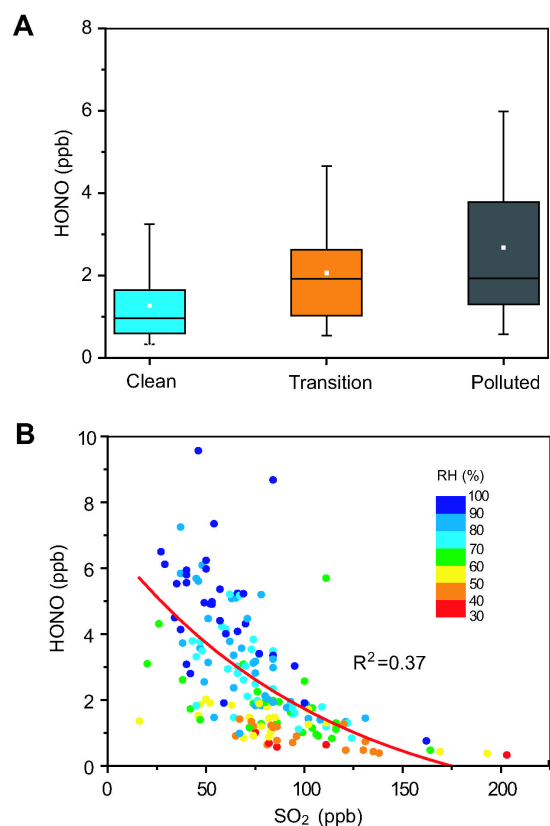 A
8
6
4
2
0
HONO (ppb)
Clean Transition Polluted
B
10
8
6
4
2
0
HONO (ppb)
RH (%)
100
90
80
70
60
50
40
30
R²=0.37
0 50 100 150 200
SO₂ (ppb)